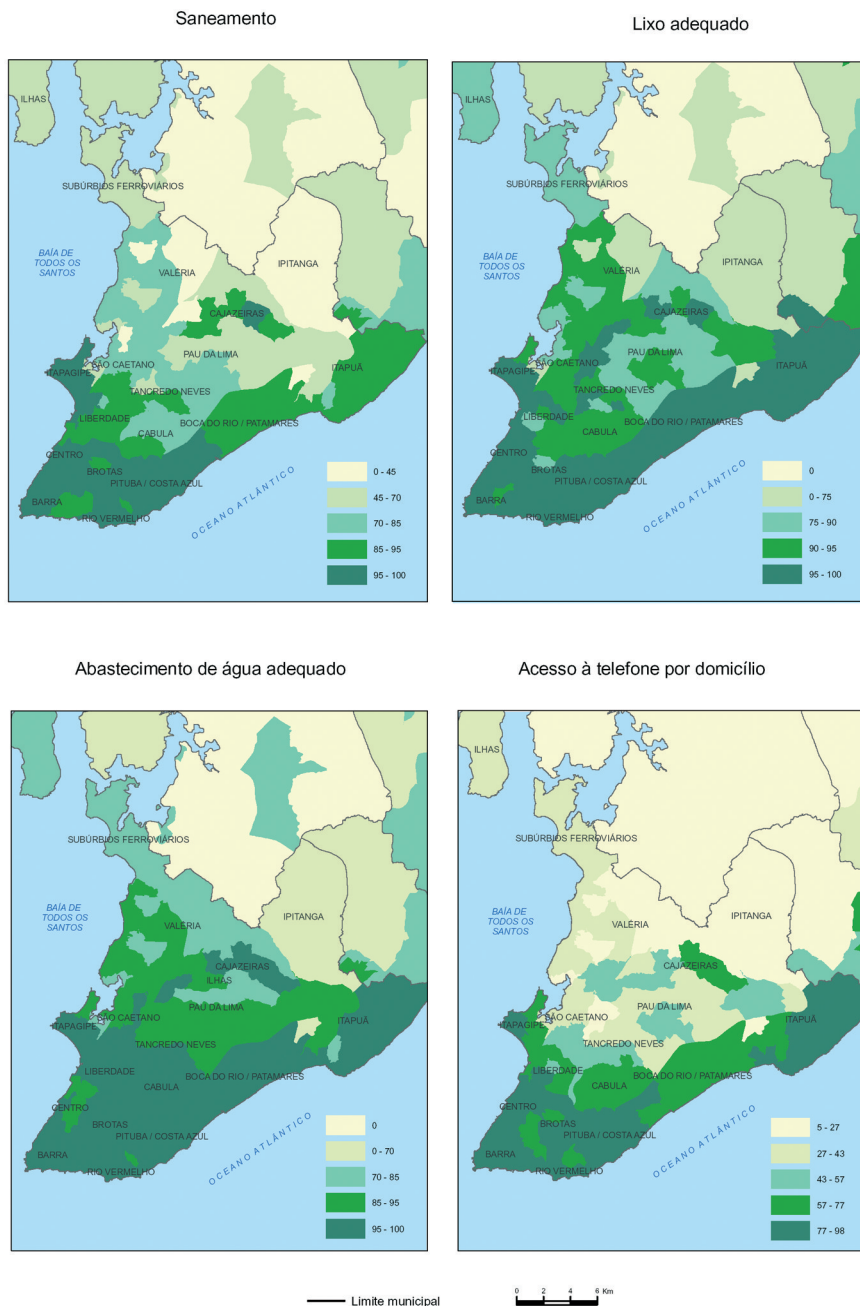 Saneamento
ILHAS
SUBÚRBIOS FERROVIÁRIOS
BAÍA DE
TODOS OS
SANTOS
VALÉRIA
IPITANGA
CAJAZEIRAS
PAU DA LIMA
SÃO CAETANO
ITAPAGIPE
ITAPUÃ
TANCREDO NEVES
LIBERDADE
BOCA DO RIO / PATAMARES
CABULA
CENTRO
BROTAS
PITUBA / COSTA AZUL
BARRA
RIO VERMELHO
OCEANO ATLÂNTICO
0 - 45
45 - 70
70 - 85
85 - 95
95 - 100
Lixo adequado
ILHAS
SUBÚRBIOS FERROVIÁRIOS
BAÍA DE
TODOS OS
SANTOS
VALÉRIA
IPITANGA
CAJAZEIRAS
PAU DA LIMA
SÃO CAETANO
ITAPAGIPE
ITAPUÃ
TANCREDO NEVES
LIBERDADE
BOCA DO RIO / PATAMARES
CABULA
CENTRO
BROTAS
PITUBA / COSTA AZUL
BARRA
RIO VERMELHO
OCEANO ATLÂNTICO
0
0 - 75
75 - 90
90 - 95
95 - 100
Abastecimento de água adequado
SUBÚRBIOS FERROVIÁRIOS
BAÍA DE
TODOS OS
SANTOS
IPITANGA
VALÉRIA
CAJAZEIRAS
ILHAS
PAU DA LIMA
SÃO CAETANO
ITAPAGIPE
ITAPUÃ
TANCREDO NEVES
LIBERDADE
BOCA DO RIO / PATAMARES
CABULA
CENTRO
BROTAS
PITUBA / COSTA AZUL
BARRA
RIO VERMELHO
OCEANO ATLÂNTICO
0
0 - 70
70 - 85
85 - 95
95 - 100
Acesso à telefone por domicílio
ILHAS
SUBÚRBIOS FERROVIÁRIOS
BAÍA DE
TODOS OS
SANTOS
VALÉRIA
IPITANGA
CAJAZEIRAS
PAU DA LIMA
SÃO CAETANO
ITAPAGIPE
ITAPUÃ
TANCREDO NEVES
LIBERDADE
BOCA DO RIO / PATAMARES
CABULA
CENTRO
BROTAS
PITUBA / COSTA AZUL
BARRA
RIO VERMELHO
OCEANO ATLÂNTICO
5 - 27
27 - 43
43 - 57
57 - 77
77 - 98
Limite municipal
0 2 4 6 Km